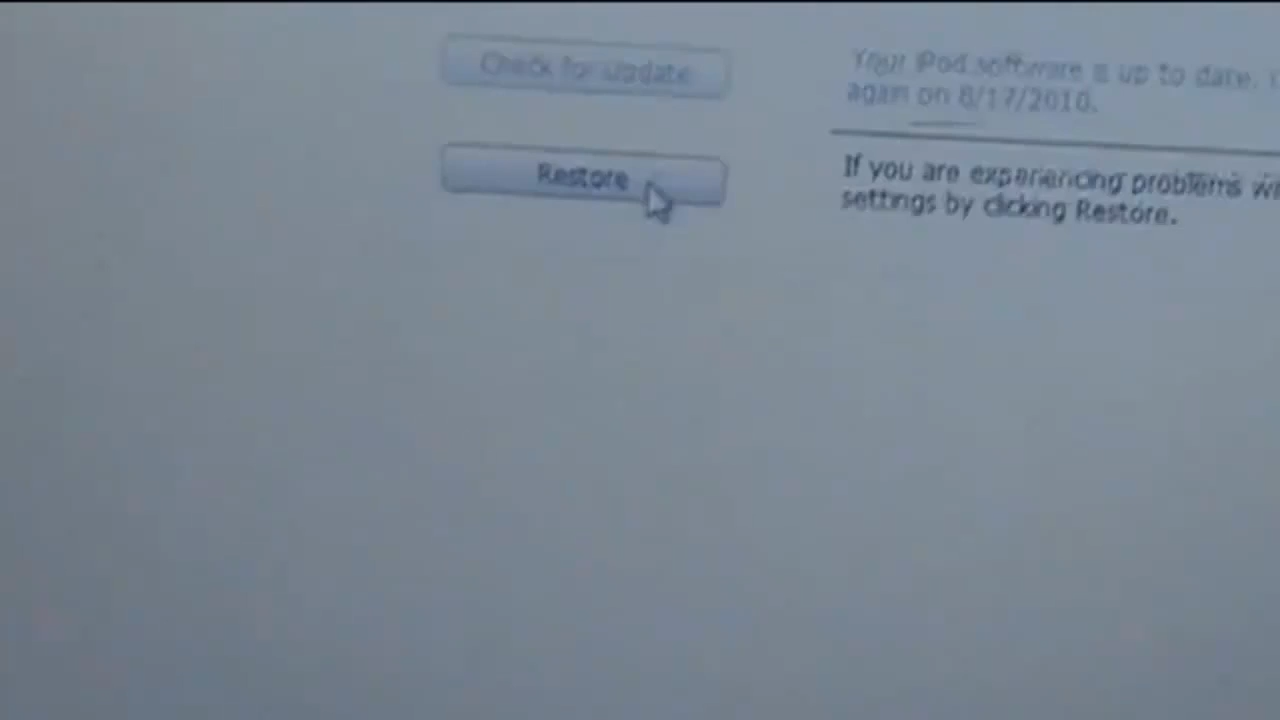 Check for Update
Your iPod software is up to date.
again on 8/17/2010.
Restore
If you are experiencing problems
settings by clicking Restore.